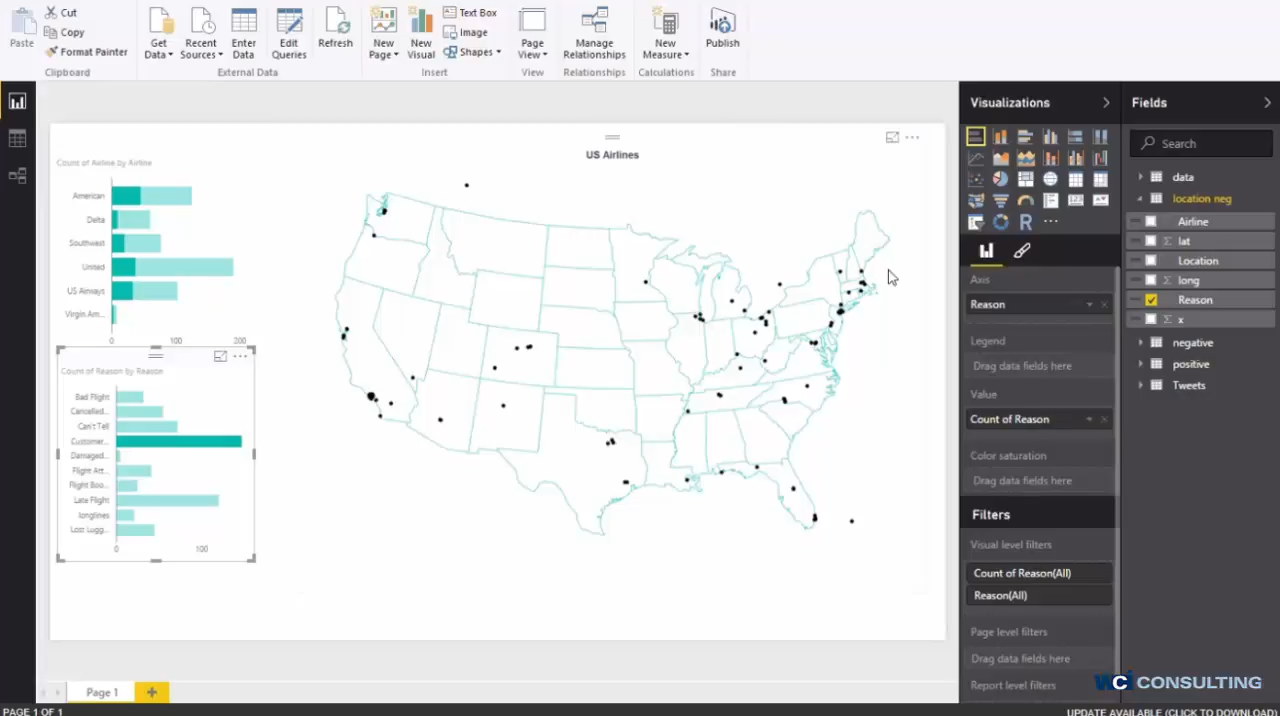 Cut
Copy
Format Painter
Paste
Clipboard
Get
Data
Recent
Sources
Enter
Data
Edit
Queries
Refresh
External Data
New
Page
New
Visual
Text Box
Image
Shapes
Insert
Page
View
View
Manage
Relationships
Relationships
New
Measure
Calculations
Publish
Share
Count of Airline by Airline
American
Delta
Southwest
United
US Airways
Virgin Am...
0 100 200
Count of Reason by Reason
Bad Flight
Cancelled...
Can't Tell
Customer...
Damaged...
Flight Att...
Flight Boo...
Late Flight
longlines
Lost Lugg...
0 100
US Airlines
Visualizations
R
Axis
Reason
Legend
Drag data fields here
Value
Count of Reason
Color saturation
Drag data fields here
Filters
Visual level filters
Count of Reason(All)
Reason(All)
Page level filters
Drag data fields here
Report level filters
Fields
Search
data
location neg
Airline
Σ lat
Location
Σ long
Reason
Σ x
negative
positive
Tweets
WCI CONSULTING
Page 1
PAGE 1 OF 1
UPDATE AVAILABLE (CLICK TO DOWNLOAD)